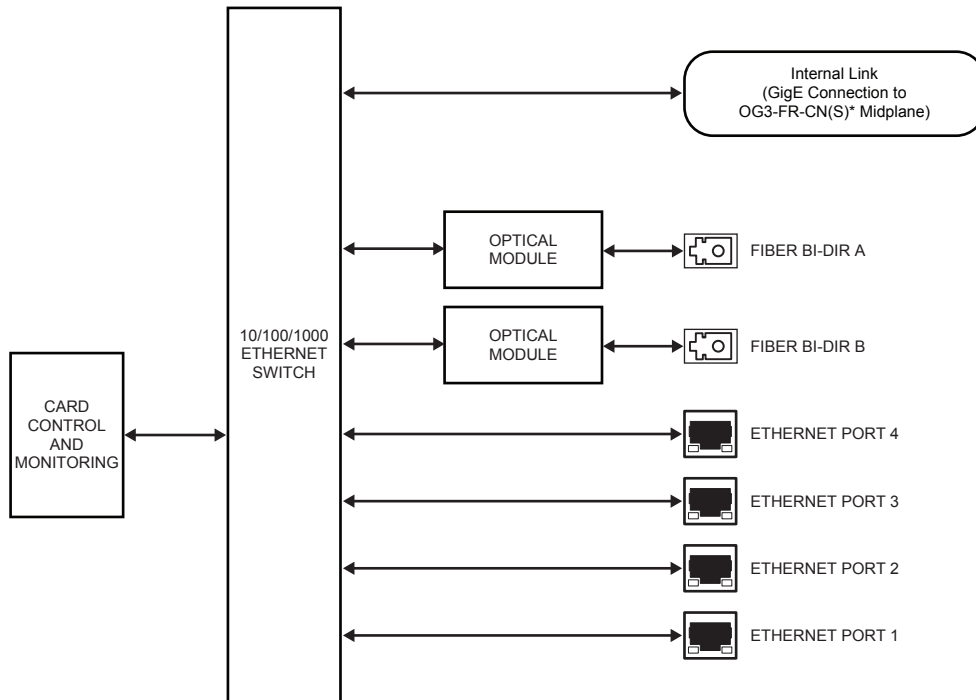 Internal Link
(GigE Connection to
OG3-FR-CN(S)* Midplane)
OPTICAL
MODULE
FIBER BI-DIR A
10/100/1000
ETHERNET
SWITCH
OPTICAL
MODULE
FIBER BI-DIR B
CARD
CONTROL
AND
MONITORING
ETHERNET PORT 4
ETHERNET PORT 3
ETHERNET PORT 2
ETHERNET PORT 1